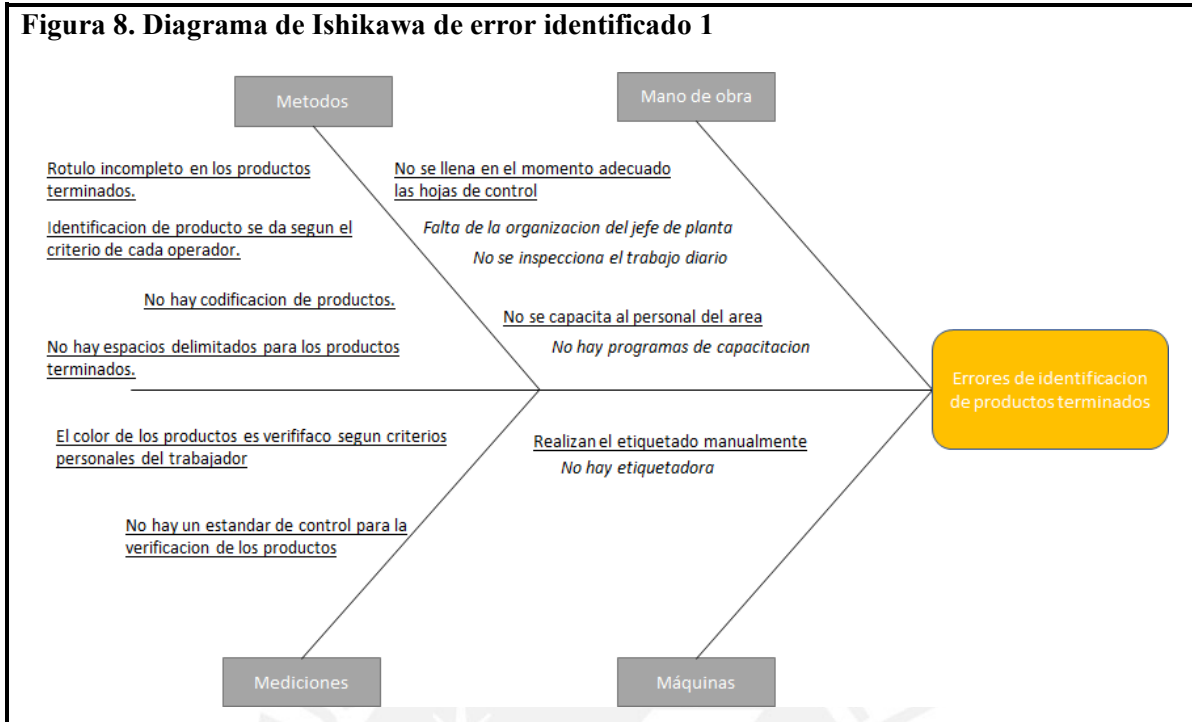 Figura 8. Diagrama de Ishikawa de error identificado 1
Metodos
Mano de obra
Rotulo incompleto en los productos
terminados.
Identificacion de producto se da segun el
criterio de cada operador.
No hay codificacion de productos.
No hay espacios delimitados para los productos
terminados.
No se llena en el momento adecuado
las hojas de control
Falta de la organizacion del jefe de planta
No se inspecciona el trabajo diario
No se capacita al personal del area
No hay programas de capacitacion
Errores de identificacion
de productos terminados
El color de los productos es verififaco segun criterios
personales del trabajador
No hay un estandar de control para la
verificacion de los productos
Realizan el etiquetado manualmente
No hay etiquetadora
Mediciones
Máquinas